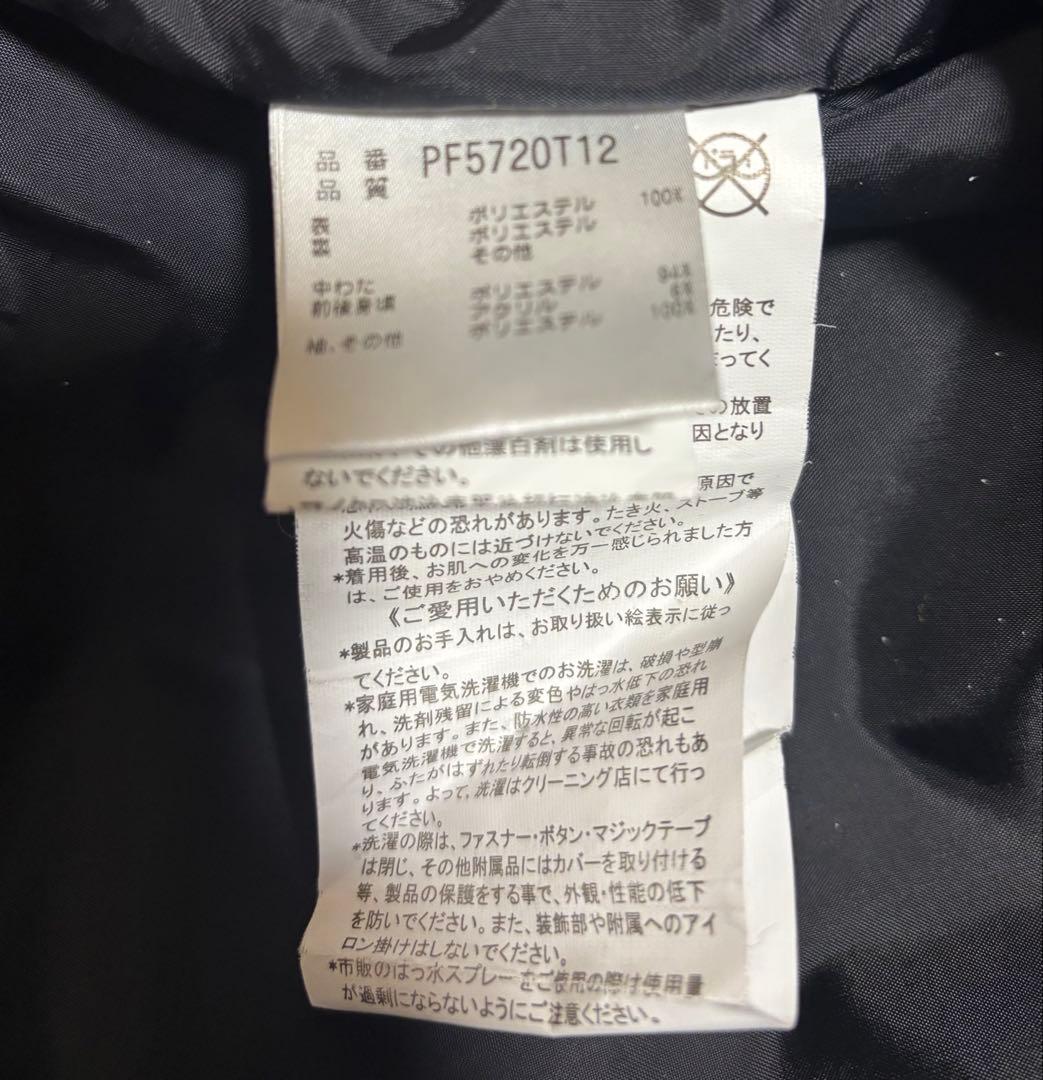 品番 PF5720T12
品質
表 ポリエステル 100%
裏 ポリエステル
その他
中わた
前後身頃 ポリエステル 94%
アクリル 6%
袖、その他 ポリエステル 100%
ドライ
危険で
たり、
まってく
の放置
因となり
その他漂白剤は使用し
ないでください。
原因で
火傷などの恐れがあります。たき火、ストーブ等
高温のものには近づけないでください。
*着用後、お肌への変化を万一感じられました方
は、ご使用をおやめください。
《ご愛用いただくためのお願い》
*製品のお手入れは、お取り扱い絵表示に従っ
てください。
*家庭用電気洗濯機でのお洗濯は、破損や型崩
れ、洗剤残留による変色やはっ水低下の恐れ
があります。また、防水性の高い衣類を家庭用
電気洗濯機で洗濯すると、異常な回転が起こ
り、ふたがはずれたり転倒する事故の恐れもあ
ります。よって、洗濯はクリーニング店にて行っ
てください。
*洗濯の際は、ファスナー・ボタン・マジックテープ
は閉じ、その他附属品にはカバーを取り付ける
等、製品の保護をする事で、外観・性能の低下
を防いでください。また、装飾部や附属へのアイ
ロン掛けはしないでください。
*市販のはっ水スプレーをご使用の際は使用量
が過剰にならないようにご注意ください。